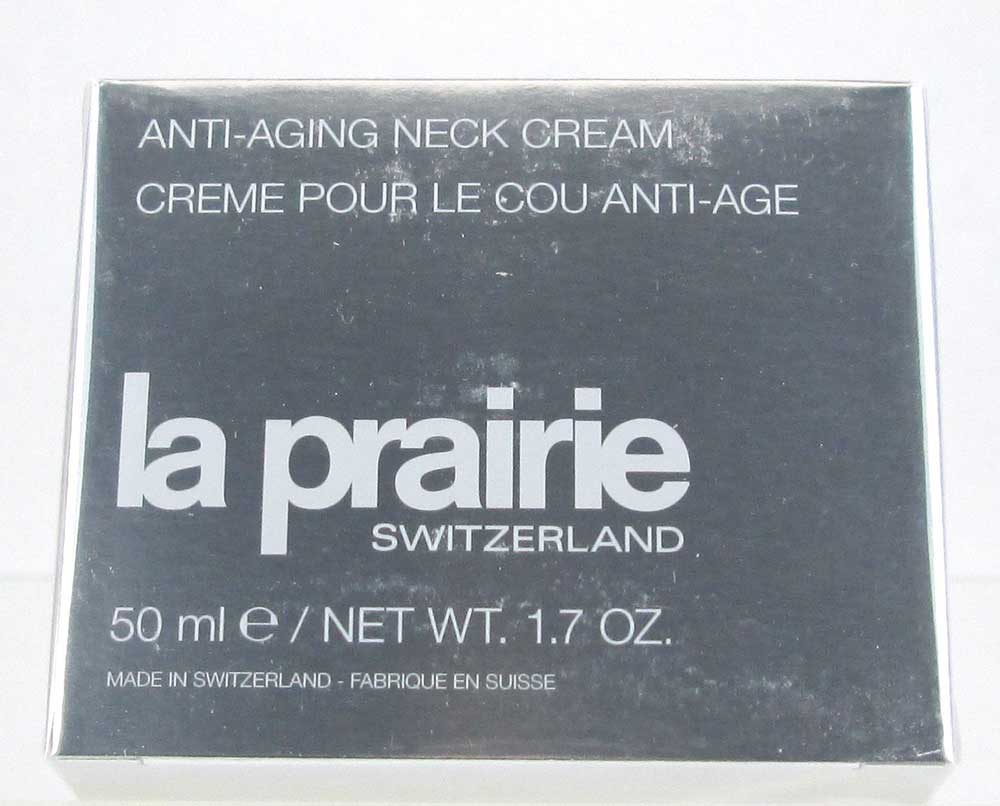 ANTI-AGING NECK CREAM
CREME POUR LE COU ANTI-AGE
la prairie
SWITZERLAND
50 ml ℮ / NET WT. 1.7 OZ.
MADE IN SWITZERLAND - FABRIQUE EN SUISSE